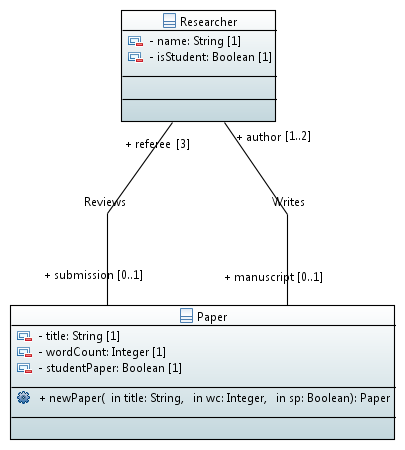 Researcher
- name: String [1]
- isStudent: Boolean [1]
+ referee [3]
+ author [1..2]
Reviews
Writes
+ submission [0..1]
+ manuscript [0..1]
Paper
- title: String [1]
- wordCount: Integer [1]
- studentPaper: Boolean [1]
+ newPaper( in title: String, in wc: Integer, in sp: Boolean): Paper